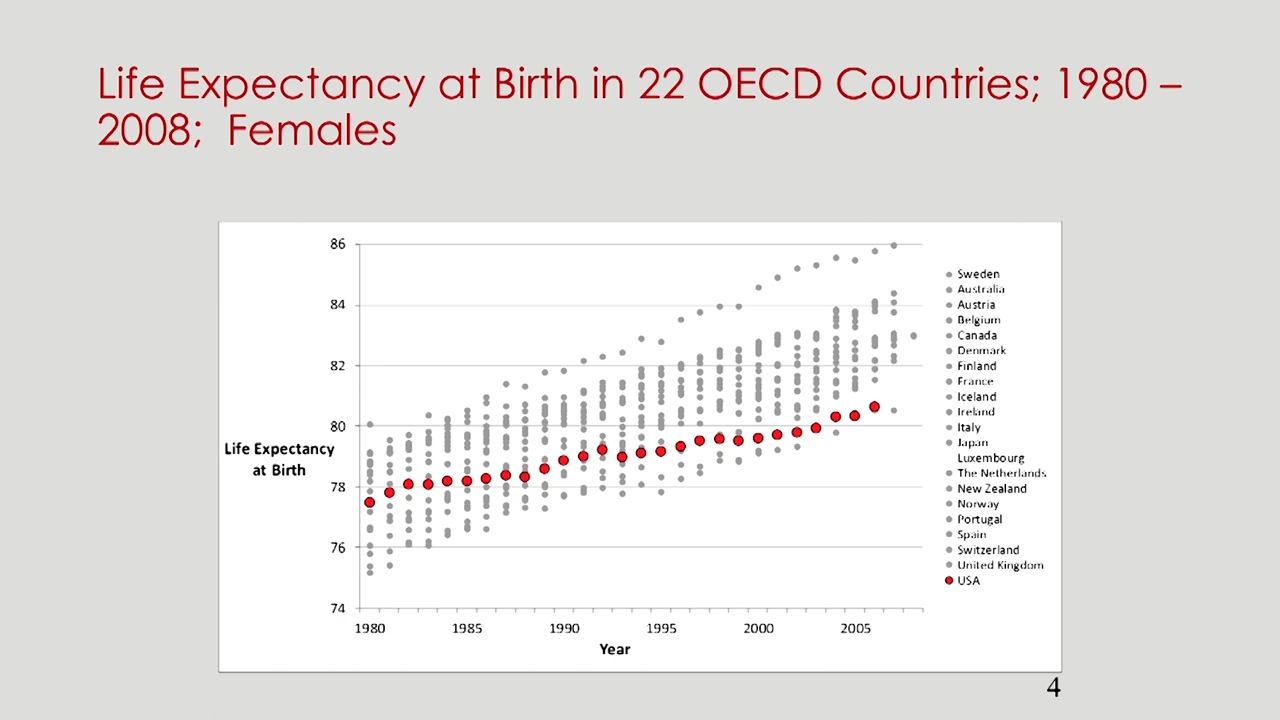 Life Expectancy at Birth in 22 OECD Countries; 1980 –
2008;  Females
86
84
82
80
78
76
74
Life Expectancy
at Birth
1980
1985
1990
1995
2000
2005
Year
Sweden
Australia
Austria
Belgium
Canada
Denmark
Finland
France
Iceland
Ireland
Italy
Japan
Luxembourg
The Netherlands
New Zealand
Norway
Portugal
Spain
Switzerland
United Kingdom
USA
4